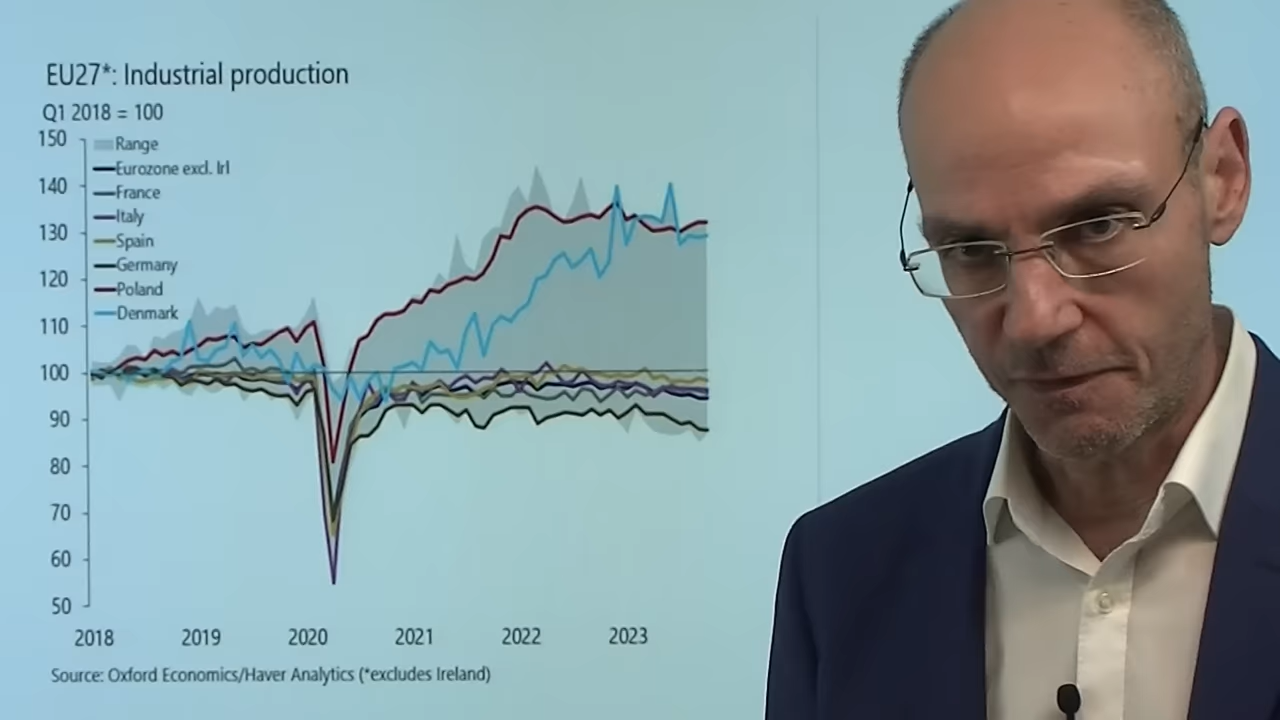 EU27*: Industrial production
Q1 2018 = 100
150
140
130
120
110
100
90
80
70
60
50
Range
Eurozone excl. Irl
France
Italy
Spain
Germany
Poland
Denmark
2018 2019 2020 2021 2022 2023
Source: Oxford Economics/Haver Analytics (*excludes Ireland)